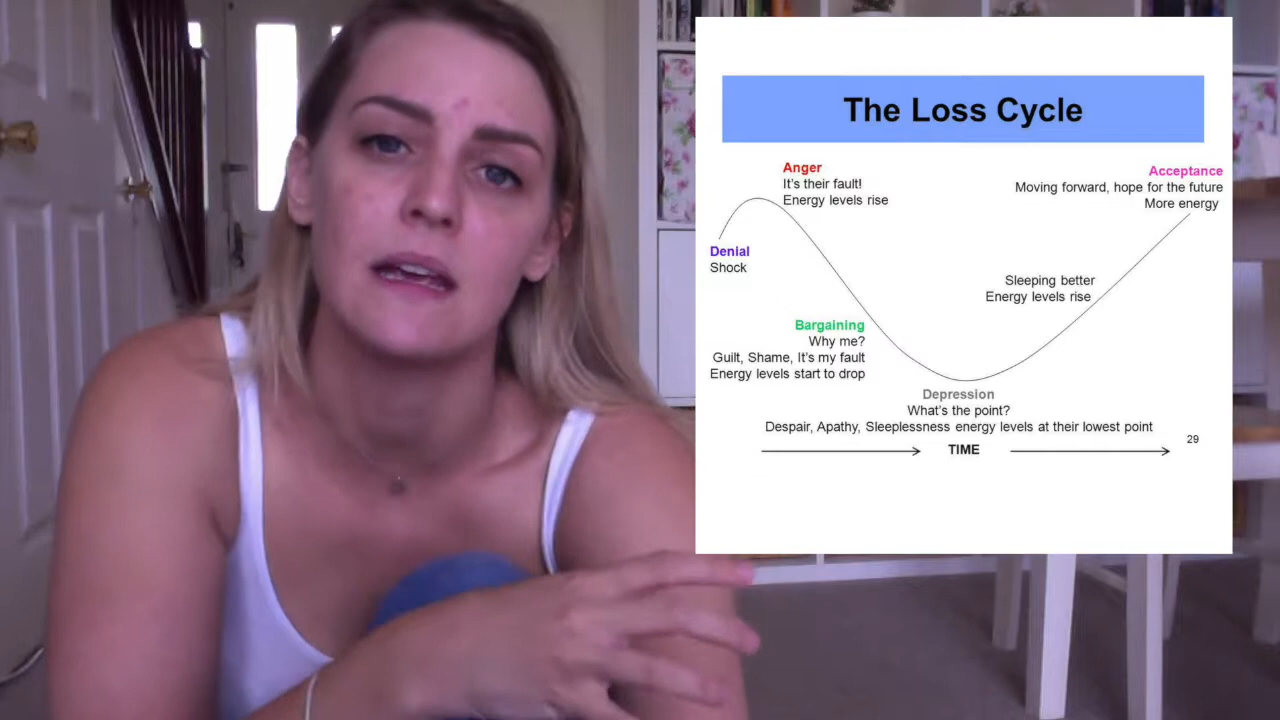 The Loss Cycle
Anger
It's their fault!
Energy levels rise
Acceptance
Moving forward, hope for the future
More energy
Denial
Shock
Sleeping better
Energy levels rise
Bargaining
Why me?
Guilt, Shame, It's my fault
Energy levels start to drop
Depression
What's the point?
Despair, Apathy, Sleeplessness energy levels at their lowest point
TIME
29